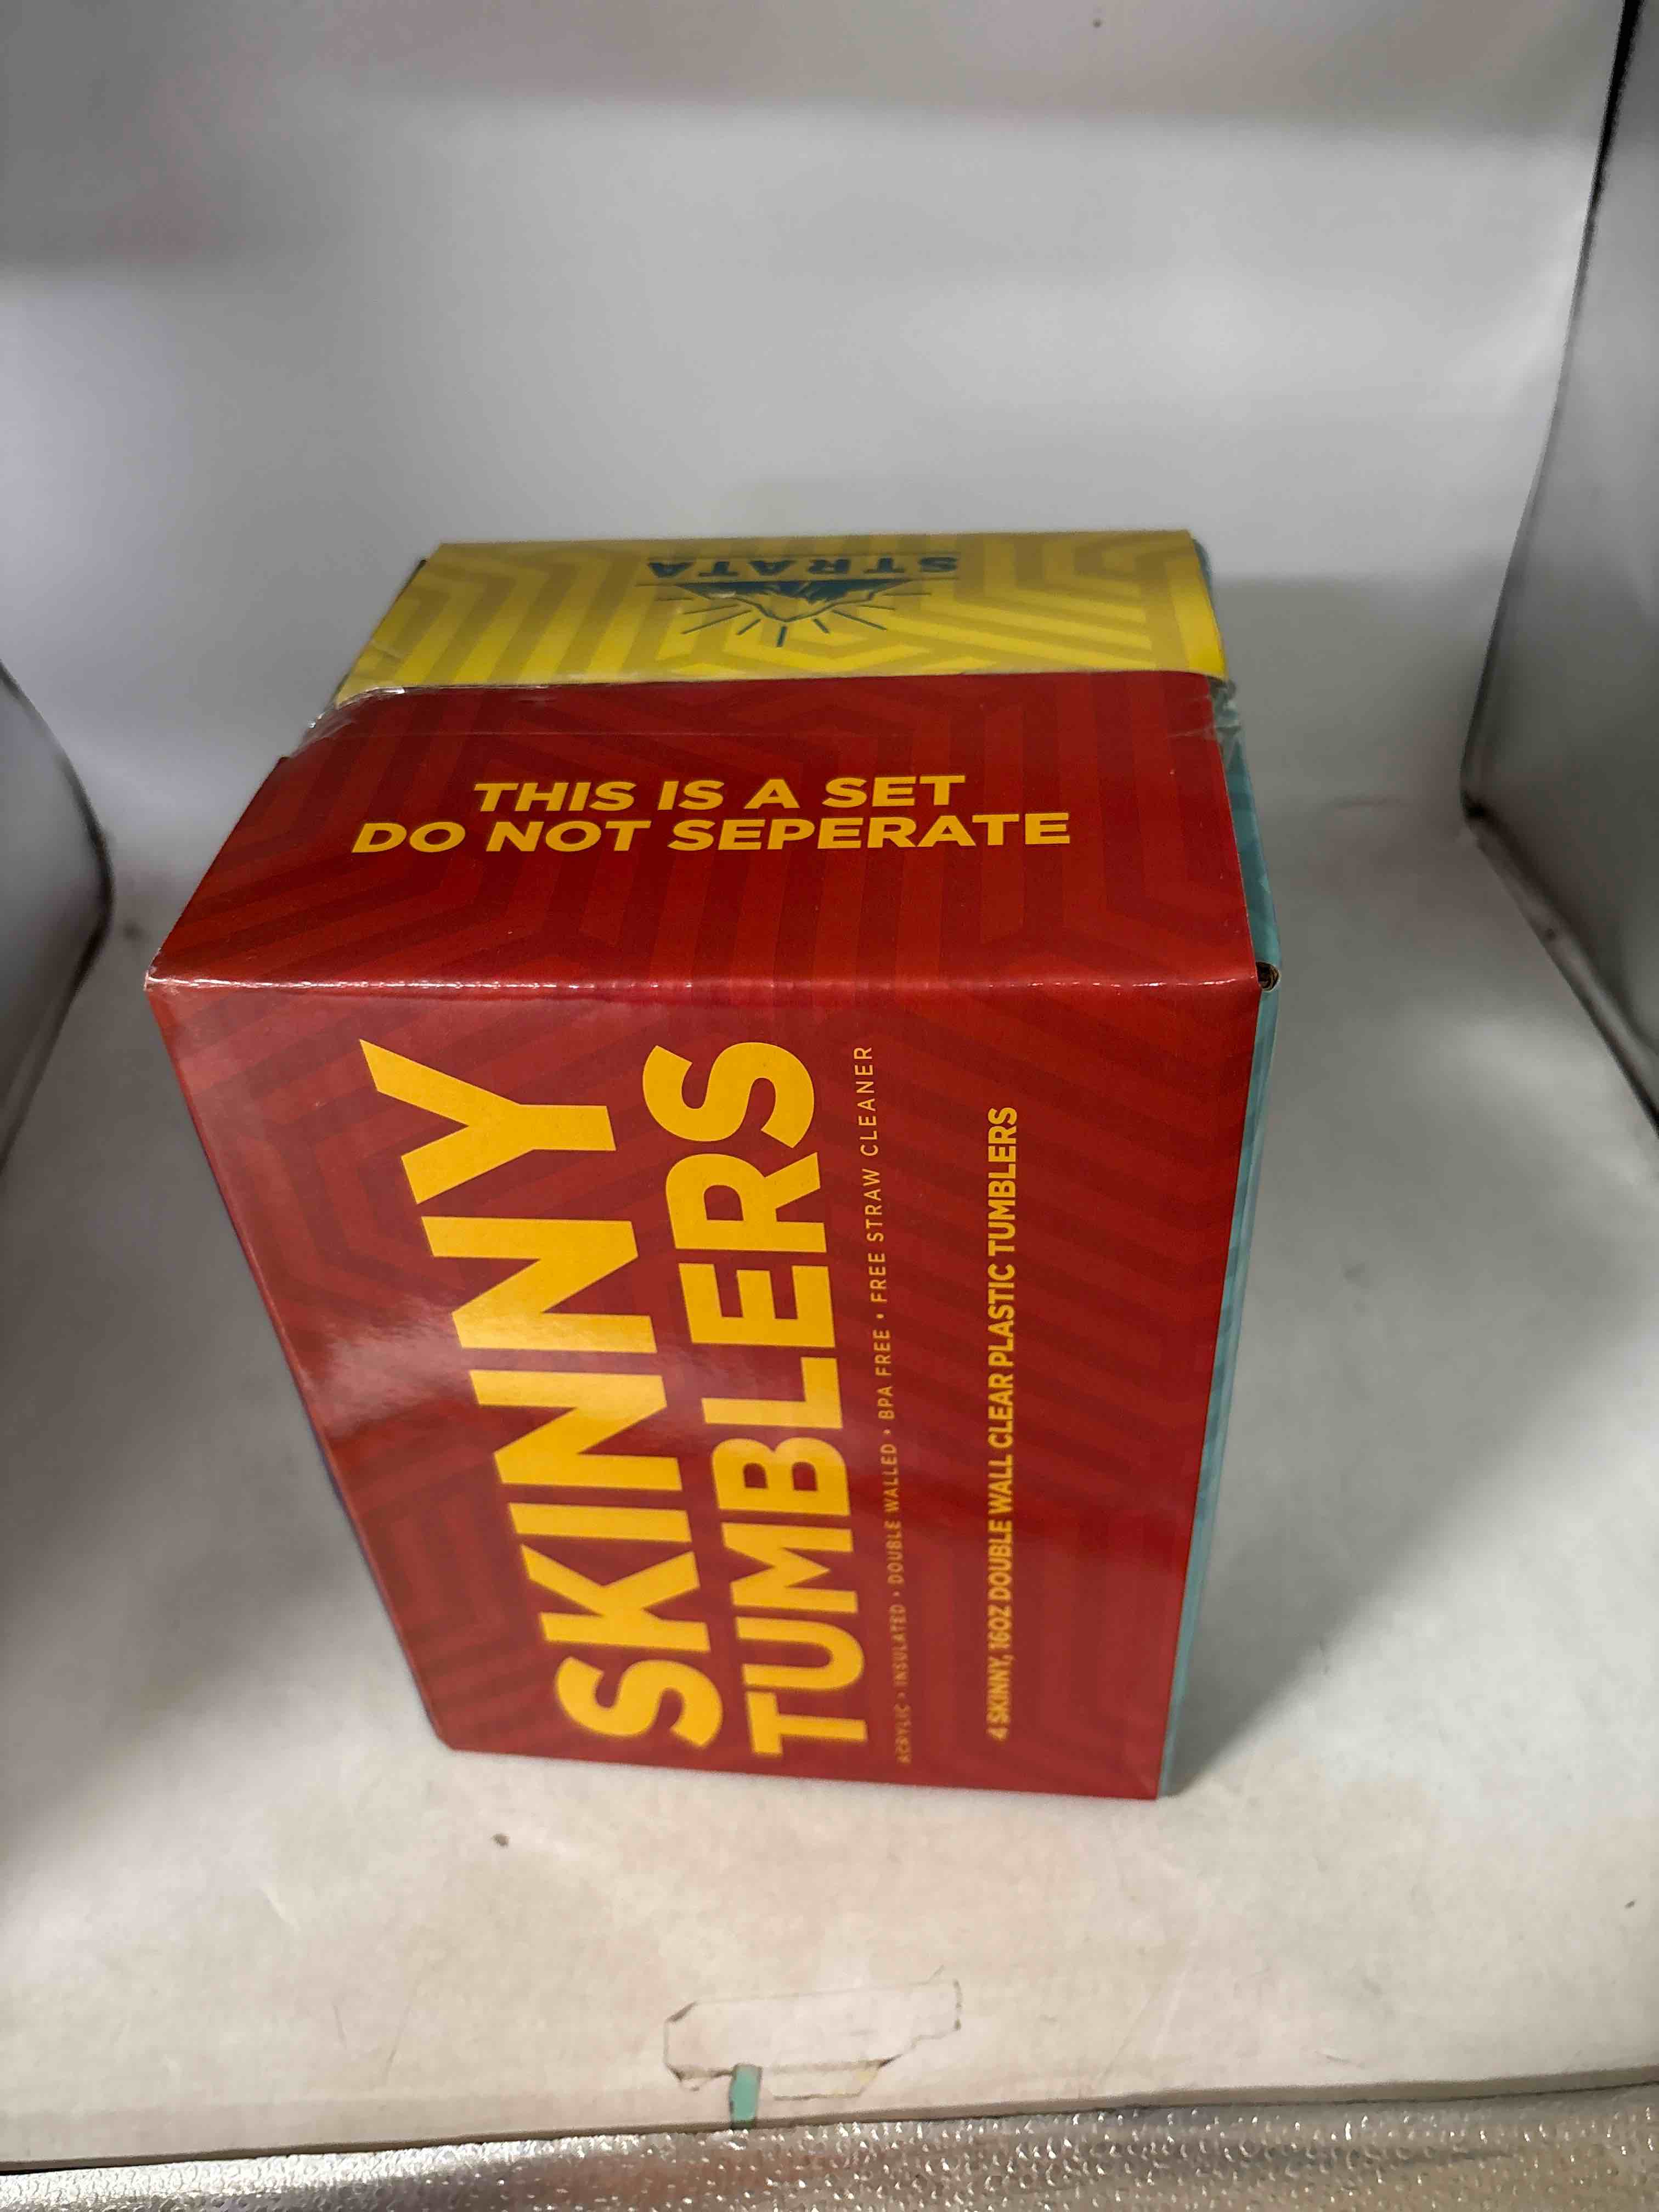 STRATA
THIS IS A SET
DO NOT SEPERATE
SKINNY
TUMBLERS
ACRYLIC • INSULATED • DOUBLE WALLED • BPA FREE • FREE STRAW CLEANER
4 SKINNY, 16OZ DOUBLE WALL CLEAR PLASTIC TUMBLERS